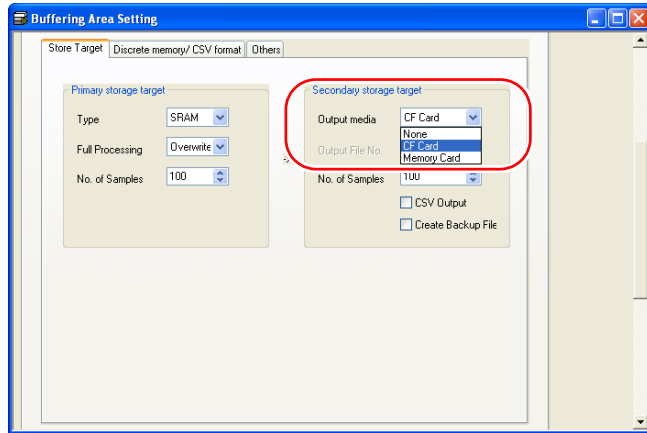 Buffering Area Setting
Store Target Discrete memory/ CSV format Others
Primary storage target
Type SRAM
Full Processing Overwrite
No. of Samples 100
Secondary storage target
Output media CF Card
None
CF Card
Memory Card
Output File No.
No. of Samples 100
CSV Output
Create Backup File